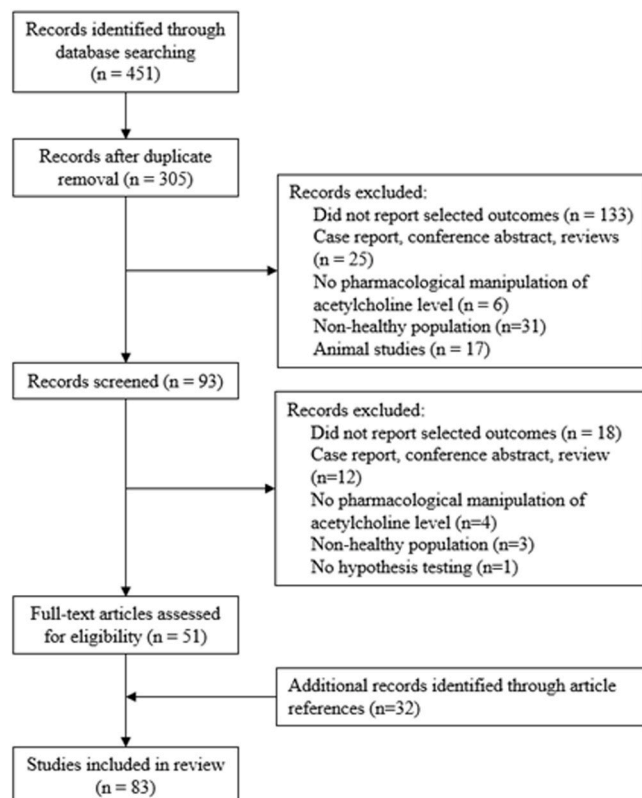 Records identified through
database searching
(n = 451)
Records after duplicate
removal (n = 305)
Records excluded:
Did not report selected outcomes (n = 133)
Case report, conference abstract, reviews
(n = 25)
No pharmacological manipulation of
acetylcholine level (n = 6)
Non-healthy population (n=31)
Animal studies (n = 17)
Records screened (n = 93)
Records excluded:
Did not report selected outcomes (n = 18)
Case report, conference abstract, review
(n=12)
No pharmacological manipulation of
acetylcholine level (n=4)
Non-healthy population (n=3)
No hypothesis testing (n=1)
Full-text articles assessed
for eligibility (n = 51)
Additional records identified through article
references (n=32)
Studies included in review
(n = 83)